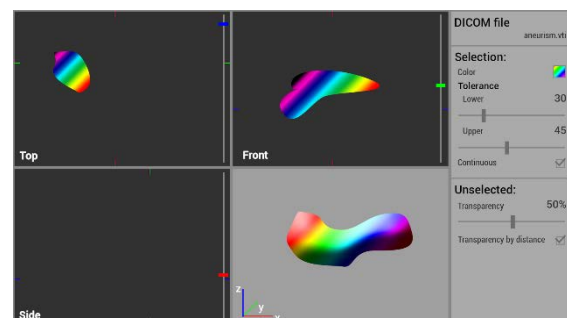 DICOM file
aneurism.vti
Selection:
Color
Tolerance
Lower 30
Upper 45
Continuous
Top
Front
Unselected:
Transparency 50%
Transparency by distance
Side
z
y
x